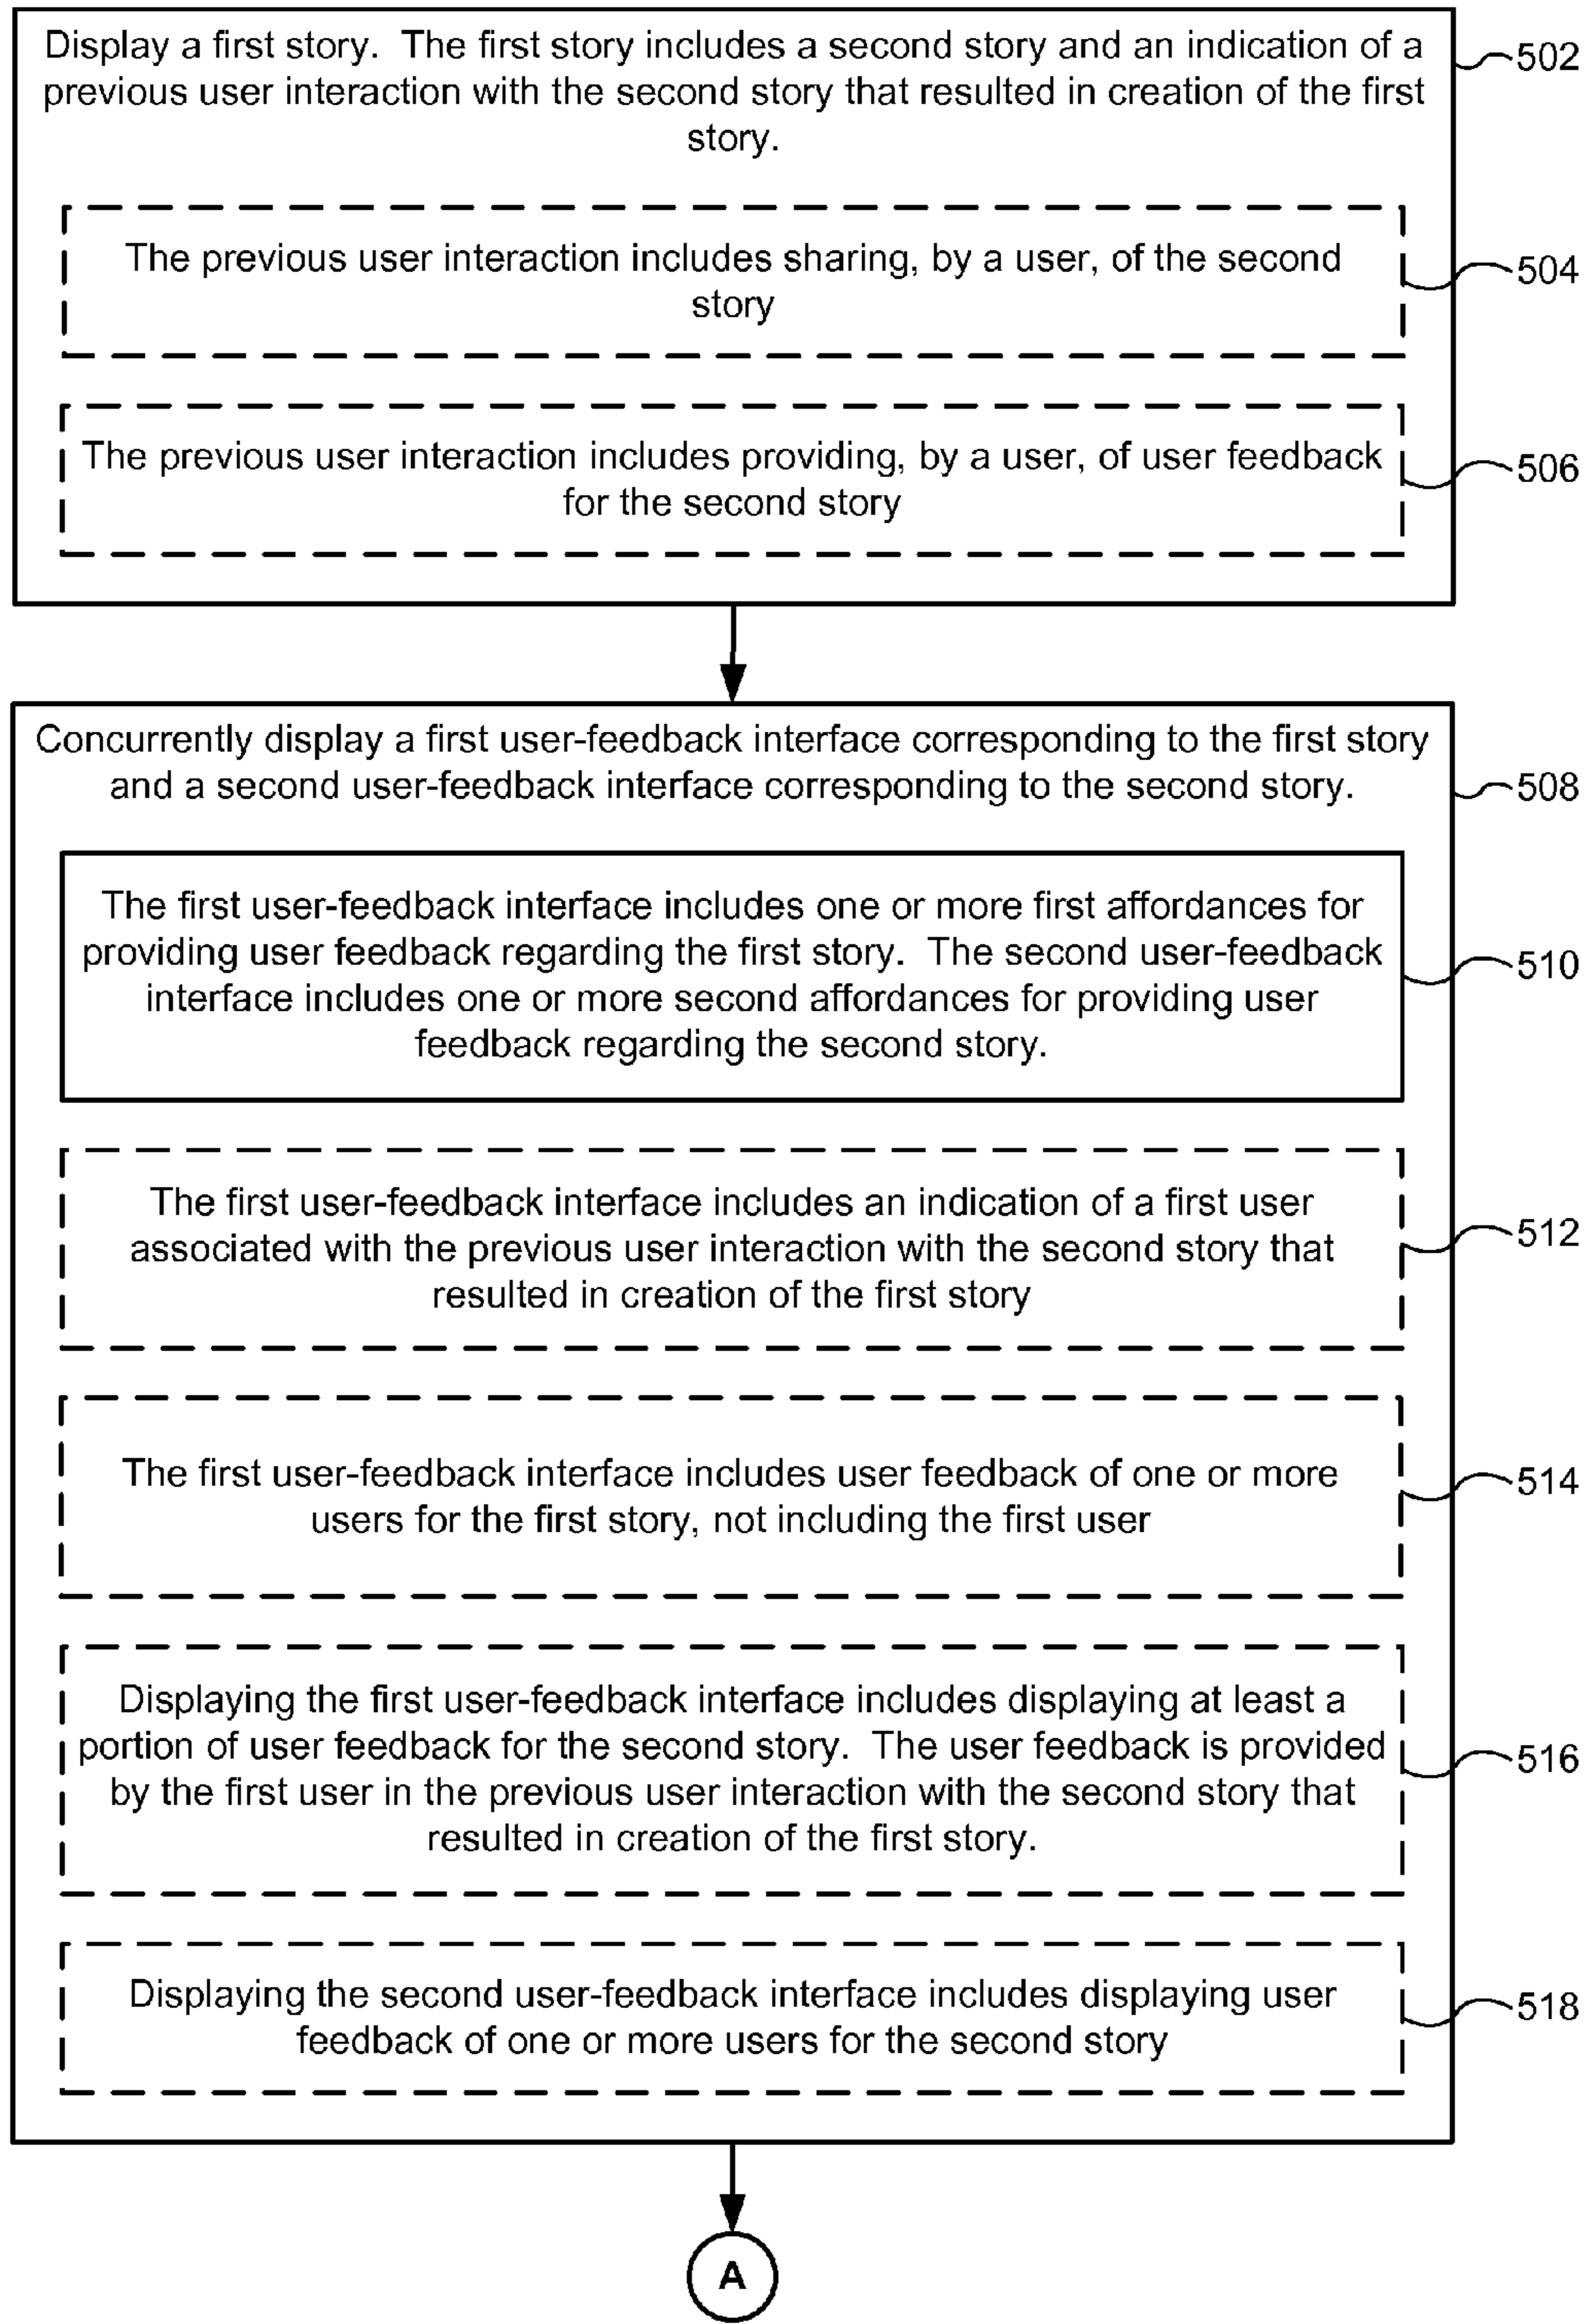 Display a first story.  The first story includes a second story and an indication of a
previous user interaction with the second story that resulted in creation of the first
story.
502
The previous user interaction includes sharing, by a user, of the second
story
504
The previous user interaction includes providing, by a user, of user feedback
for the second story
506
Concurrently display a first user-feedback interface corresponding to the first story
and a second user-feedback interface corresponding to the second story.
508
The first user-feedback interface includes one or more first affordances for
providing user feedback regarding the first story.  The second user-feedback
interface includes one or more second affordances for providing user
feedback regarding the second story.
510
The first user-feedback interface includes an indication of a first user
associated with the previous user interaction with the second story that
resulted in creation of the first story
512
The first user-feedback interface includes user feedback of one or more
users for the first story, not including the first user
514
Displaying the first user-feedback interface includes displaying at least a
portion of user feedback for the second story.  The user feedback is provided
by the first user in the previous user interaction with the second story that
resulted in creation of the first story.
516
Displaying the second user-feedback interface includes displaying user
feedback of one or more users for the second story
518
A